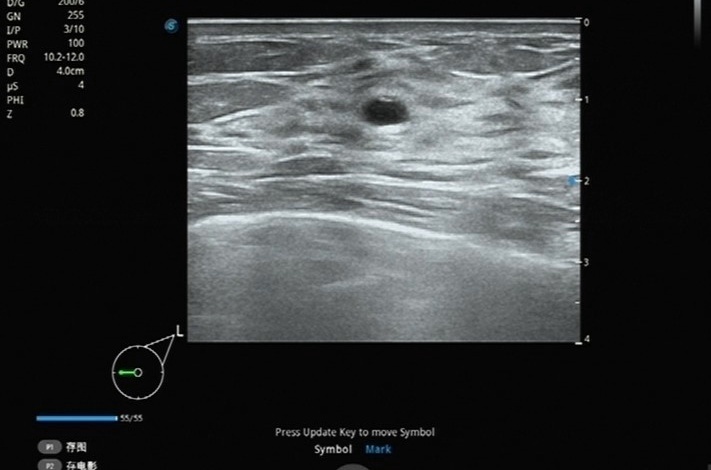 D/G 200/6
GN 255
I/P 3/10
PWR 100
FRQ 10.2-12.0
D 4.0cm
μS 4
PHI
Z 0.8
0
1
2
3
4
L
55/55
Press Update Key to move Symbol
Symbol Mark
P1 存图
P2 存电影